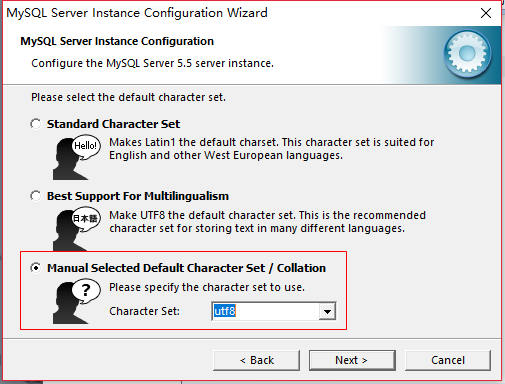 MySQL Server Instance Configuration Wizard
MySQL Server Instance Configuration
Configure the MySQL Server 5.5 server instance.
Please select the default character set.
Standard Character Set
Hello!
Makes Latin1 the default charset. This character set is suited for
English and other West European languages.
Best Support For Multilingualism
日本語
Make UTF8 the default character set. This is the recommended
character set for storing text in many different languages.
Manual Selected Default Character Set / Collation
?
Please specify the character set to use.
Character Set: utf8
< Back Next > Cancel